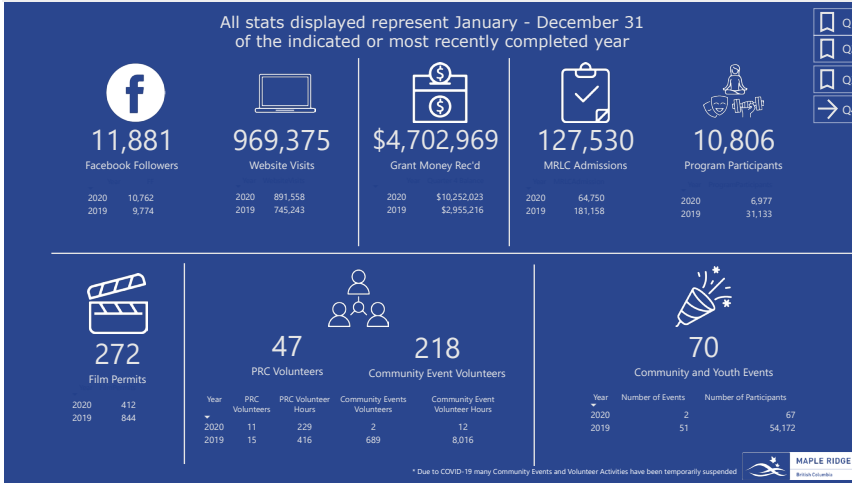 All stats displayed represent January - December 31
of the indicated or most recently completed year
Q
Q
Q
Q
11,881
Facebook Followers
2020 10,762
2019 9,774
969,375
Website Visits
2020 891,558
2019 745,243
$4,702,969
Grant Money Rec'd
2020 $10,252,023
2019 $2,955,216
127,530
MRLC Admissions
2020 64,750
2019 181,158
10,806
Program Participants
2020 6,977
2019 31,133
272
Film Permits
2020 412
2019 844
47
PRC Volunteers
218
Community Event Volunteers
Year PRC Volunteers PRC Volunteer Hours Community Events Volunteers Community Event Volunteer Hours
2020 11 229 2 12
2019 15 416 689 8,016
70
Community and Youth Events
Year Number of Events Number of Participants
2020 2 67
2019 51 54,172
* Due to COVID-19 many Community Events and Volunteer Activities have been temporarily suspended
MAPLE RIDGE
British Columbia